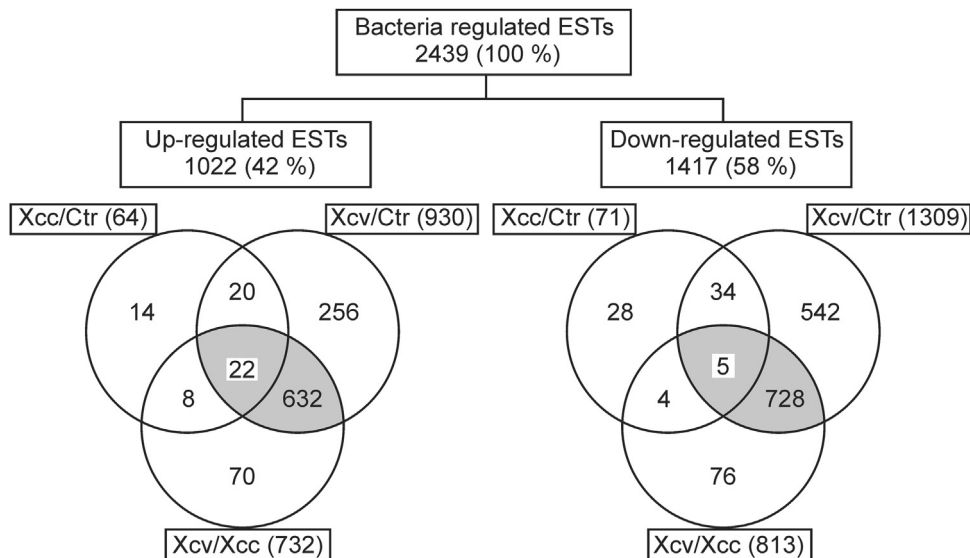 Bacteria regulated ESTs
2439 (100 %)
Up-regulated ESTs
1022 (42 %)
Down-regulated ESTs
1417 (58 %)
Xcc/Ctr (64)
Xcv/Ctr (930)
14
20
256
22
8
632
70
Xcv/Xcc (732)
Xcc/Ctr (71)
Xcv/Ctr (1309)
28
34
542
5
4
728
76
Xcv/Xcc (813)